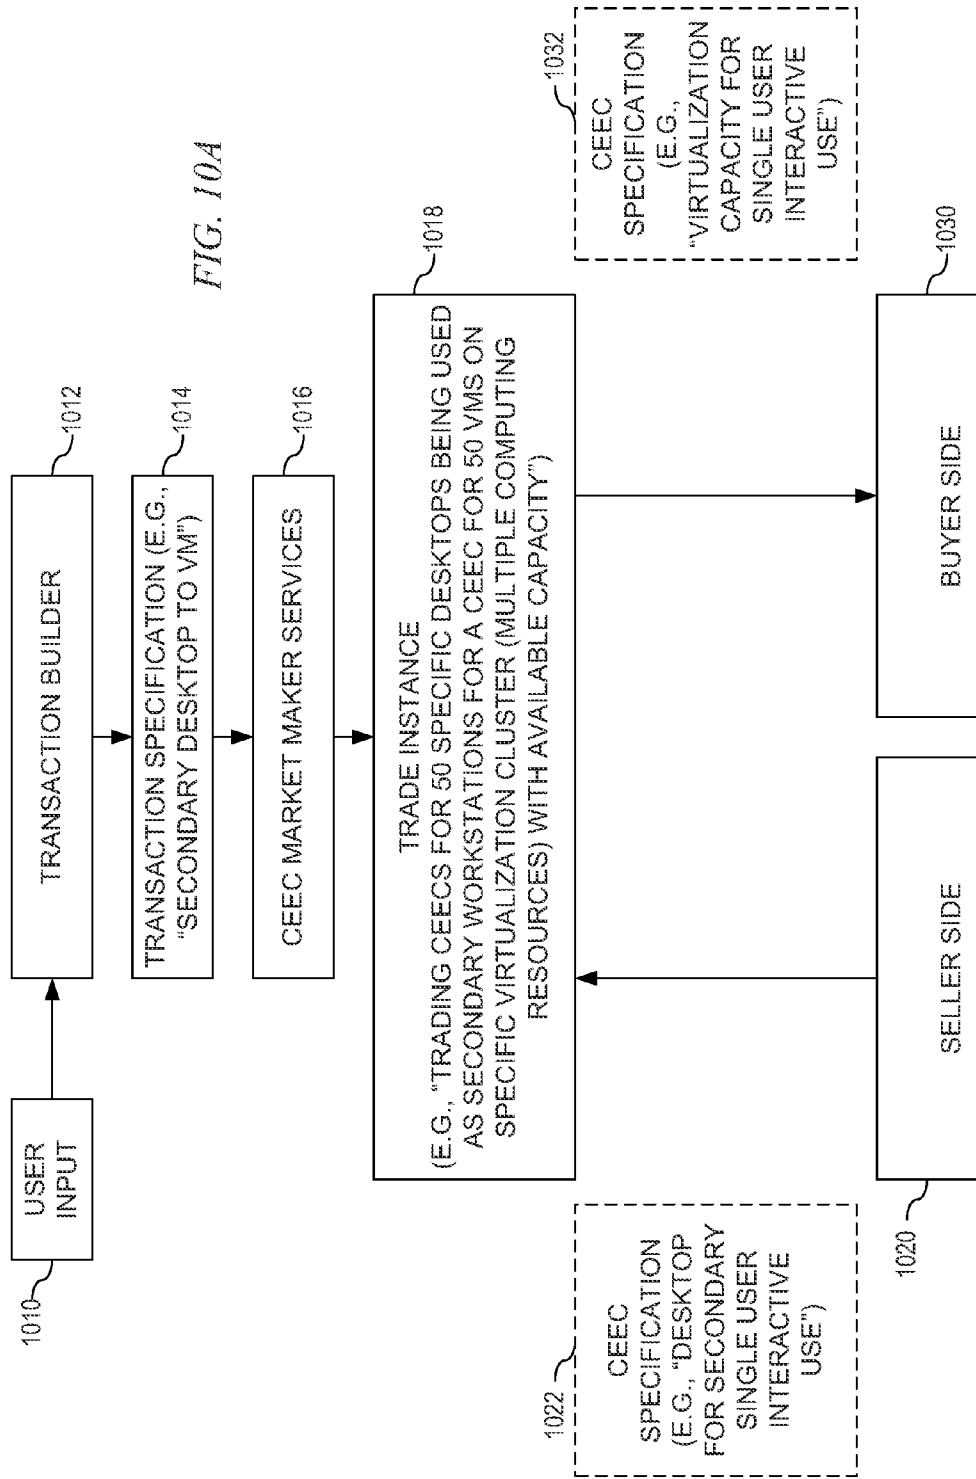 1010
USER
INPUT
TRANSACTION BUILDER
1012
TRANSACTION SPECIFICATION (E.G.,
"SECONDARY DESKTOP TO VM")
1014
FIG. 10A
CEEC MARKET MAKER SERVICES
1016
TRADE INSTANCE
(E.G., "TRADING CEECS FOR 50 SPECIFIC DESKTOPS BEING USED
AS SECONDARY WORKSTATIONS FOR A CEEC FOR 50 VMS ON
SPECIFIC VIRTUALIZATION CLUSTER (MULTIPLE COMPUTING
RESOURCES) WITH AVAILABLE CAPACITY")
1018
1022
CEEC
SPECIFICATION
(E.G., "DESKTOP
FOR SECONDARY
SINGLE USER
INTERACTIVE
USE")
1032
CEEC
SPECIFICATION
(E.G.,
"VIRTUALIZATION
CAPACITY FOR
SINGLE USER
INTERACTIVE
USE")
1020
SELLER SIDE
BUYER SIDE
1030